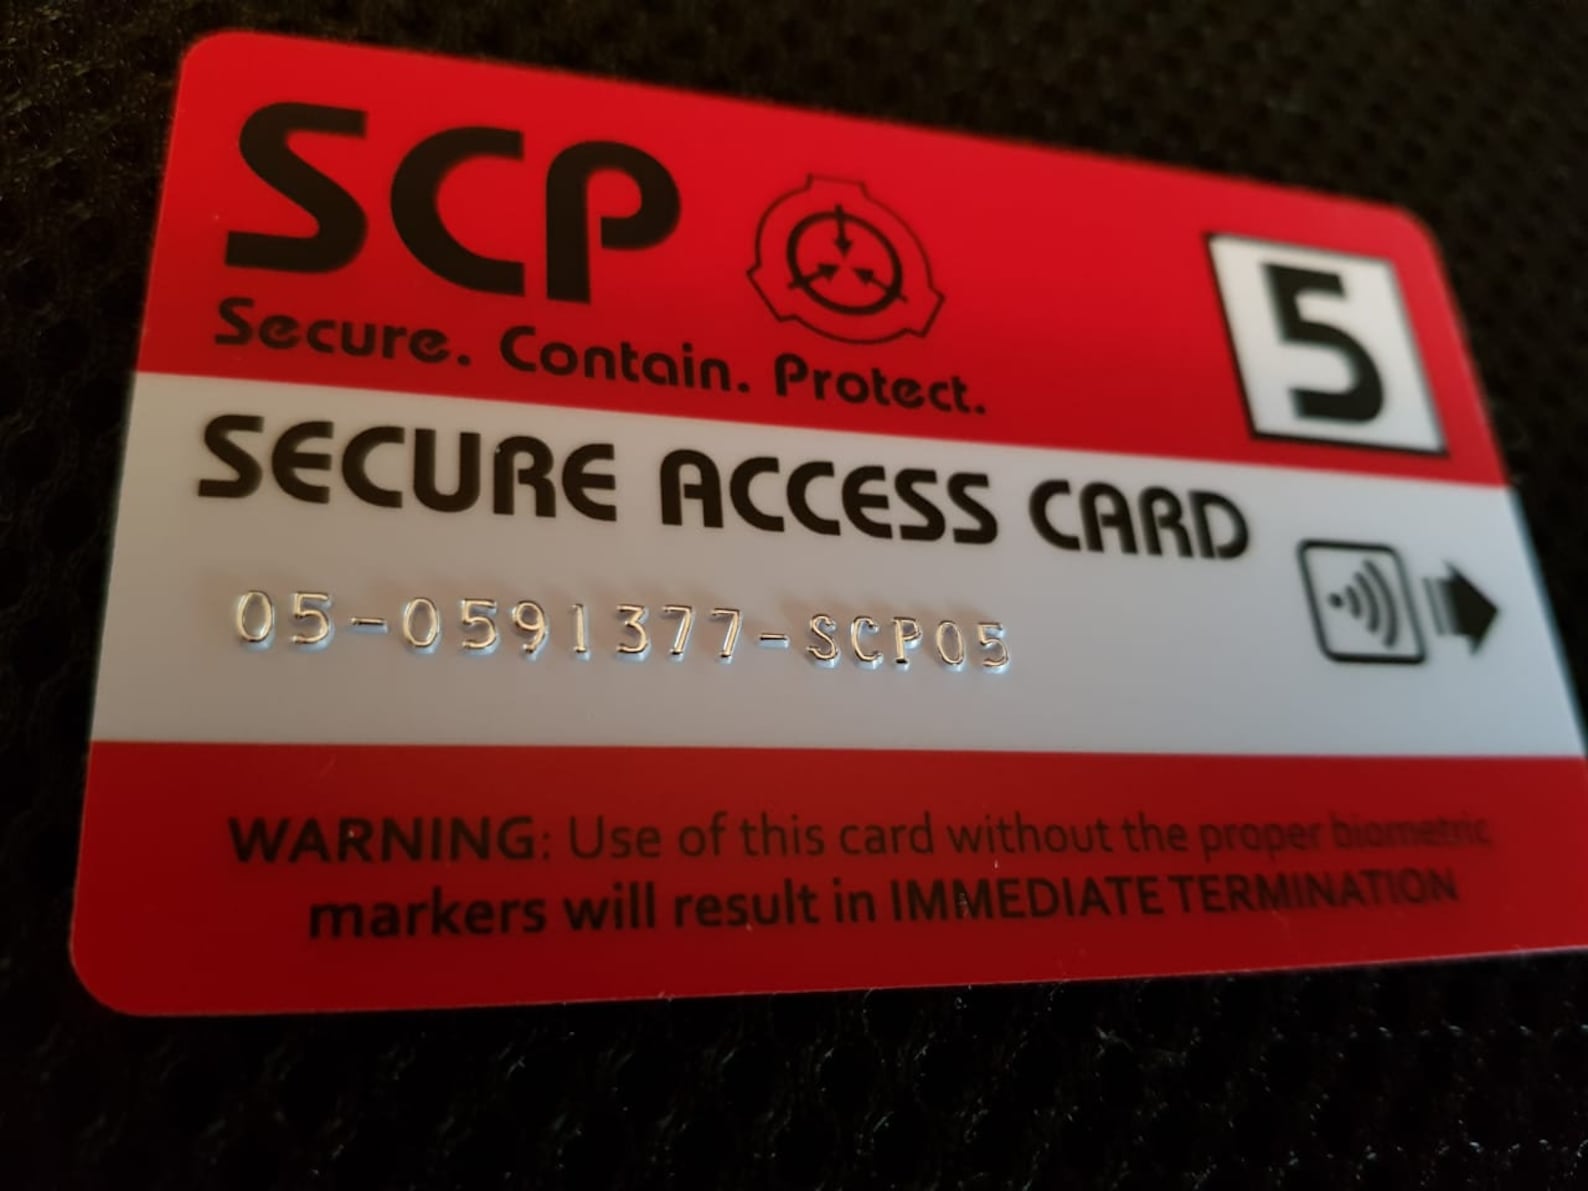 SCP
Secure. Contain. Protect.
5
SECURE ACCESS CARD
05-0591377-SCP05
WARNING: Use of this card without the proper biometric
markers will result in IMMEDIATE TERMINATION